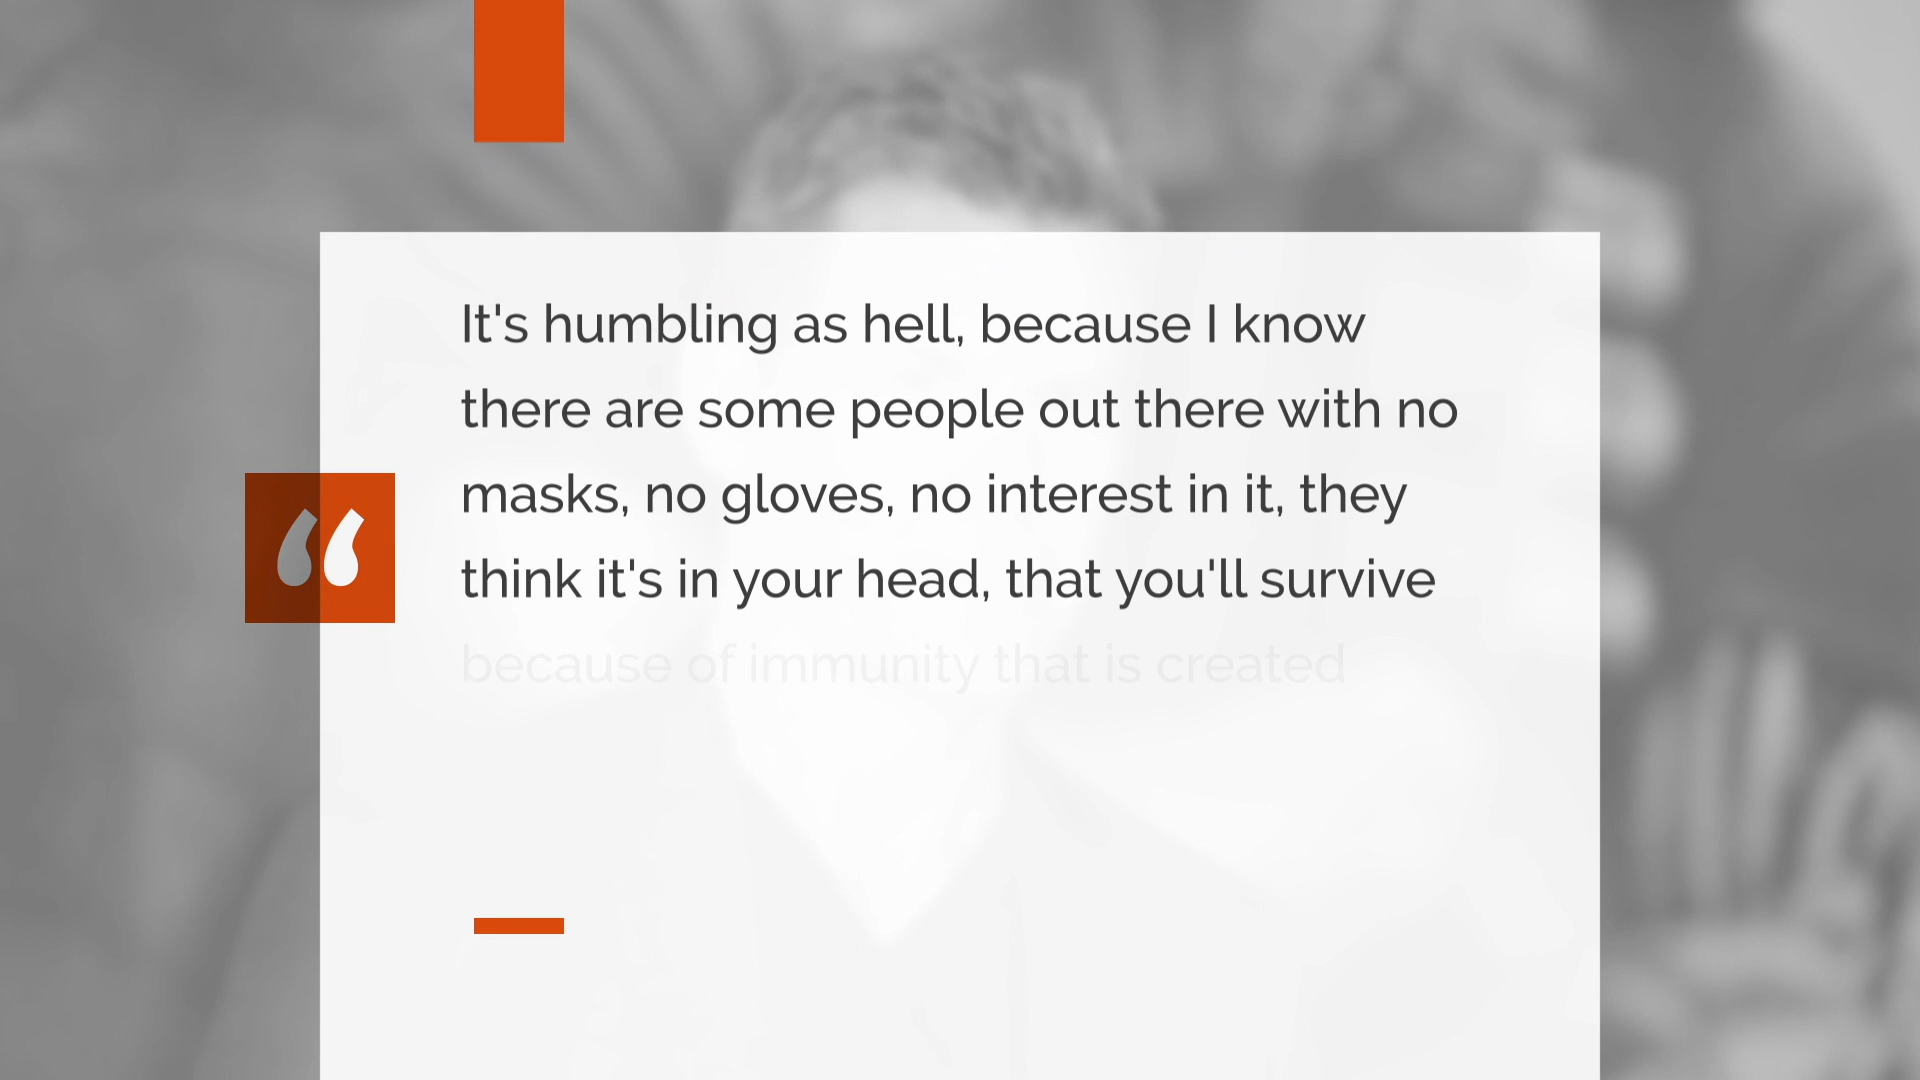 It's humbling as hell, because I know
there are some people out there with no
masks, no gloves, no interest in it, they
think it's in your head, that you'll survive
because of immunity that is created